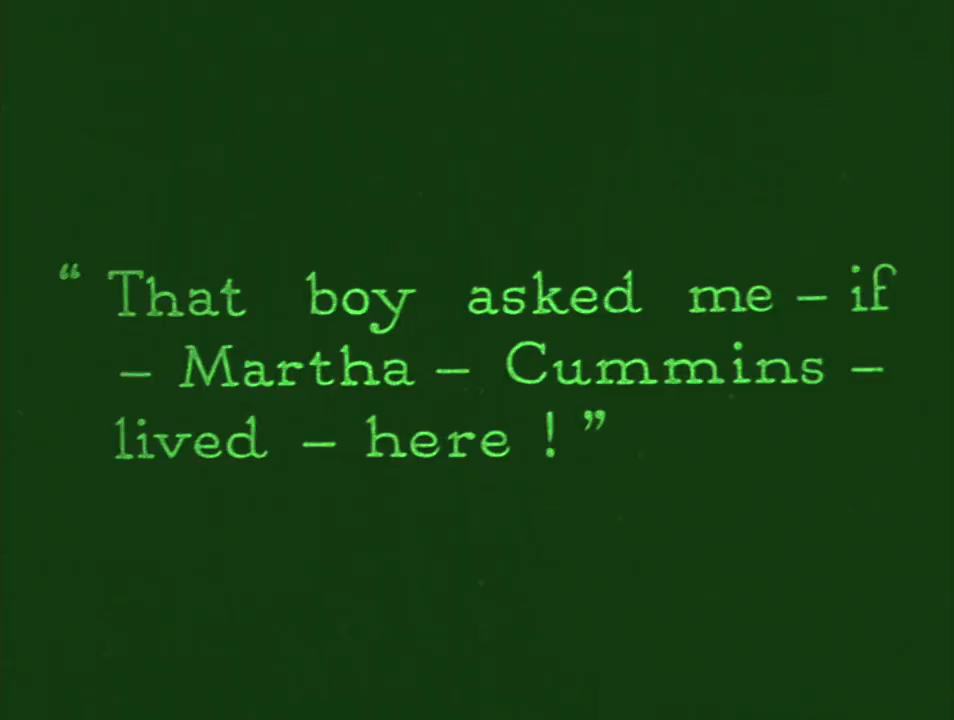 “ That boy asked me – if
– Martha – Cummins –
lived – here ! ”